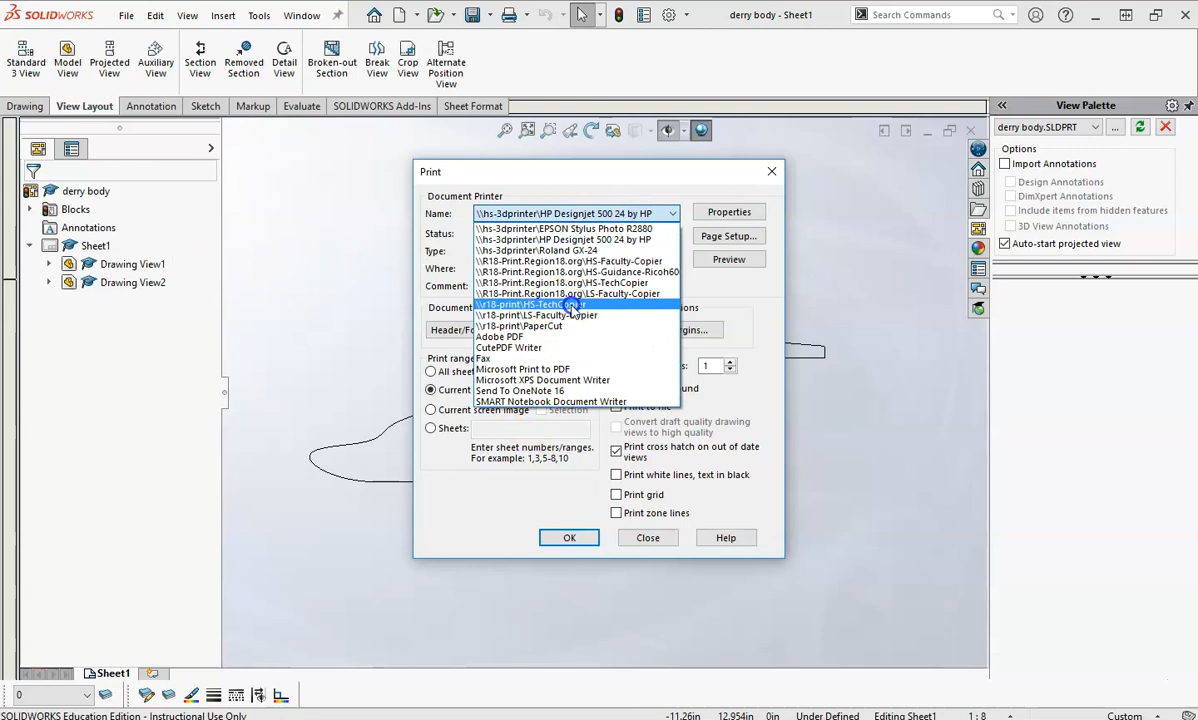 SOLIDWORKS File Edit View Insert Tools Window derry body - Sheet1 Search Commands
Standard 3 View
Model View
Projected View
Auxiliary View
Section View
Removed Section
Detail View
Broken-out Section
Break View
Crop View
Alternate Position View
Drawing View Layout Annotation Sketch Markup Evaluate SOLIDWORKS Add-Ins Sheet Format
View Palette
derry body
Blocks
Annotations
Sheet1
Drawing View1
Drawing View2
Print
Document Printer
Name: \\hs-3dprinter\HP Designjet 500 24 by HP
Properties
Status:
Type:
Where:
Comment:
Page Setup...
Preview
\\hs-3dprinter\EPSON Stylus Photo R2880
\\hs-3dprinter\HP Designjet 500 24 by HP
\\hs-3dprinter\Roland GX-24
\\R18-Print.Region18.org\HS-Faculty-Copier
\\R18-Print.Region18.org\HS-Guidance-Ricoh60
\\R18-Print.Region18.org\HS-TechCopier
\\R18-Print.Region18.org\LS-Faculty-Copier
\\r18-print\HS-TechCopier
\\r18-print\LS-Faculty-Copier
\\r18-print\PaperCut
Adobe PDF
CutePDF Writer
Fax
Microsoft Print to PDF
Microsoft XPS Document Writer
Send To OneNote 16
SMART Notebook Document Writer
Document
Header/Fo
Print range
All shee
Current
Current screen image Selection
Sheets:
Enter sheet numbers/ranges.
For example: 1,3,5-8,10
1
Convert draft quality drawing
views to high quality
Print cross hatch on out of date
views
Print white lines, text in black
Print grid
Print zone lines
OK Close Help
derry body.SLDPRT ...
Options
Import Annotations
Design Annotations
DimXpert Annotations
Include items from hidden features
3D View Annotations
Auto-start projected view
Sheet1
0
SOLIDWORKS Education Edition - Instructional Use Only -11.26in 12.954in 0in Under Defined Editing Sheet1 1 : 8 Custom